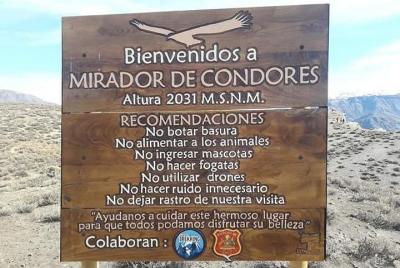 Bienvenidos a
MIRADOR DE CONDORES
Altura 2031 M.S.N.M.
RECOMENDACIONES
No botar basura
No alimentar a los animales
No ingresar mascotas
No hacer fogatas
No utilizar drones
No hacer ruido innecesario
No dejar rastro de nuestra visita
"Ayudanos a cuidar este hermoso lugar
para que todos podamos disfrutar su belleza"
Colaboran :
TREKKING